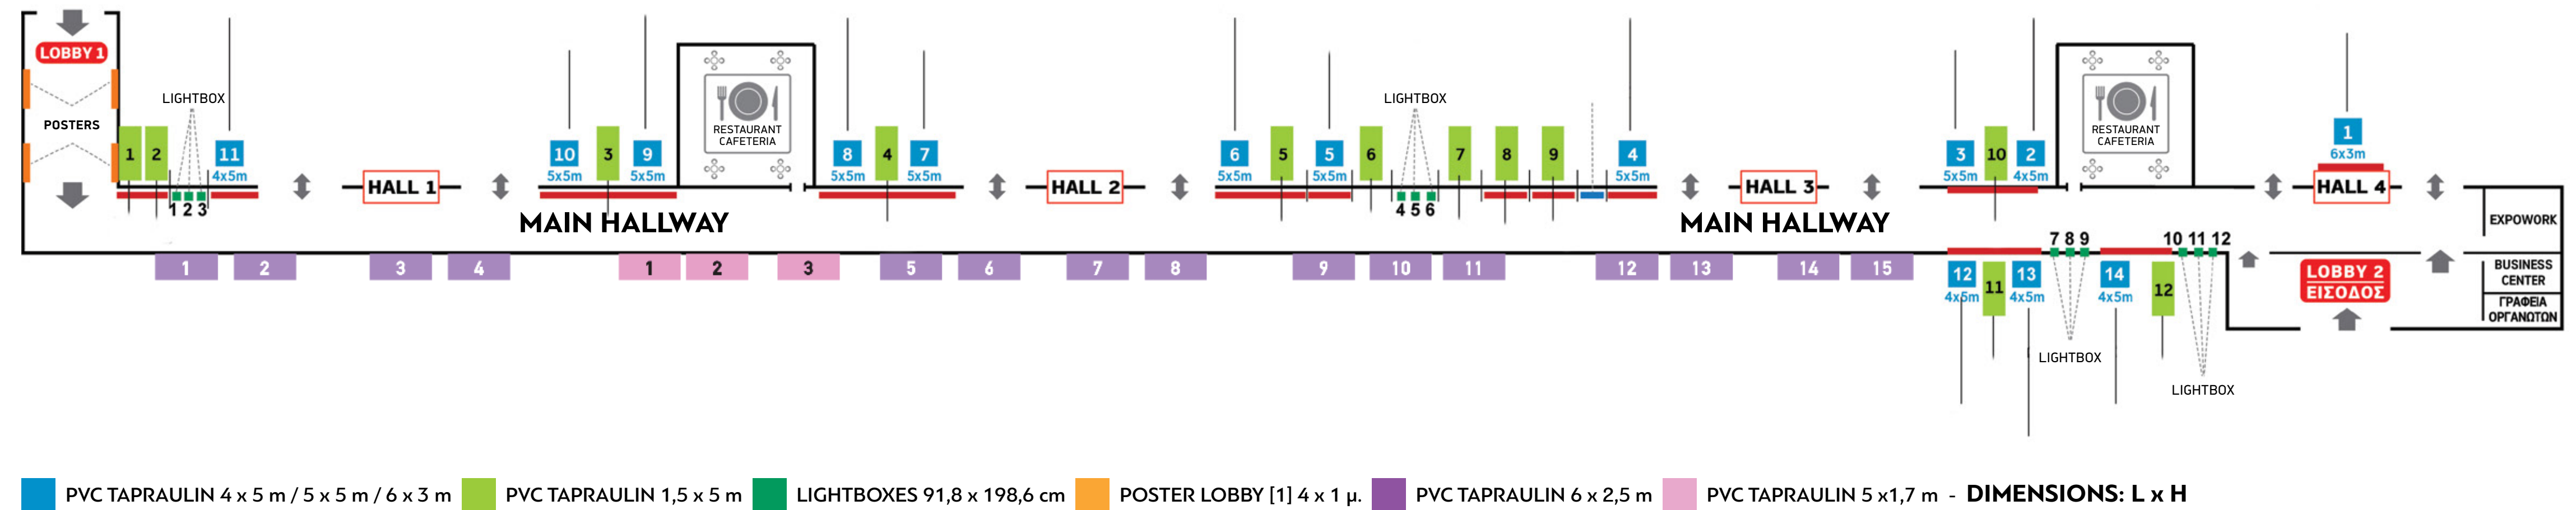 LOBBY 1
POSTERS
LIGHTBOX
1 2
1 2 3
11
4x5m
HALL 1
10
5x5m
3
9
5x5m
RESTAURANT
CAFETERIA
8
5x5m
4
7
5x5m
HALL 2
6
5x5m
5
5
5x5m
6
LIGHTBOX
4 5 6
7
8
9
4
5x5m
HALL 3
3
5x5m
10
2
4x5m
RESTAURANT
CAFETERIA
1
6x3m
HALL 4
EXPOWORK
MAIN HALLWAY
MAIN HALLWAY
1
2
3
4
1
2
3
5
6
7
8
9
10
11
12
13
14
15
12
4x5m
11
13
4x5m
7 8 9
LIGHTBOX
14
4x5m
12
10 11 12
LIGHTBOX
LOBBY 2
ΕΙΣΟΔΟΣ
BUSINESS
CENTER
ΓΡΑΦΕΙΑ
ΟΡΓΑΝΩΤΩΝ
PVC TAPRAULIN 4 x 5 m / 5 x 5 m / 6 x 3 m
PVC TAPRAULIN 1,5 x 5 m
LIGHTBOXES 91,8 x 198,6 cm
POSTER LOBBY [1] 4 x 1 μ.
PVC TAPRAULIN 6 x 2,5 m
PVC TAPRAULIN 5 x1,7 m - DIMENSIONS: L x H